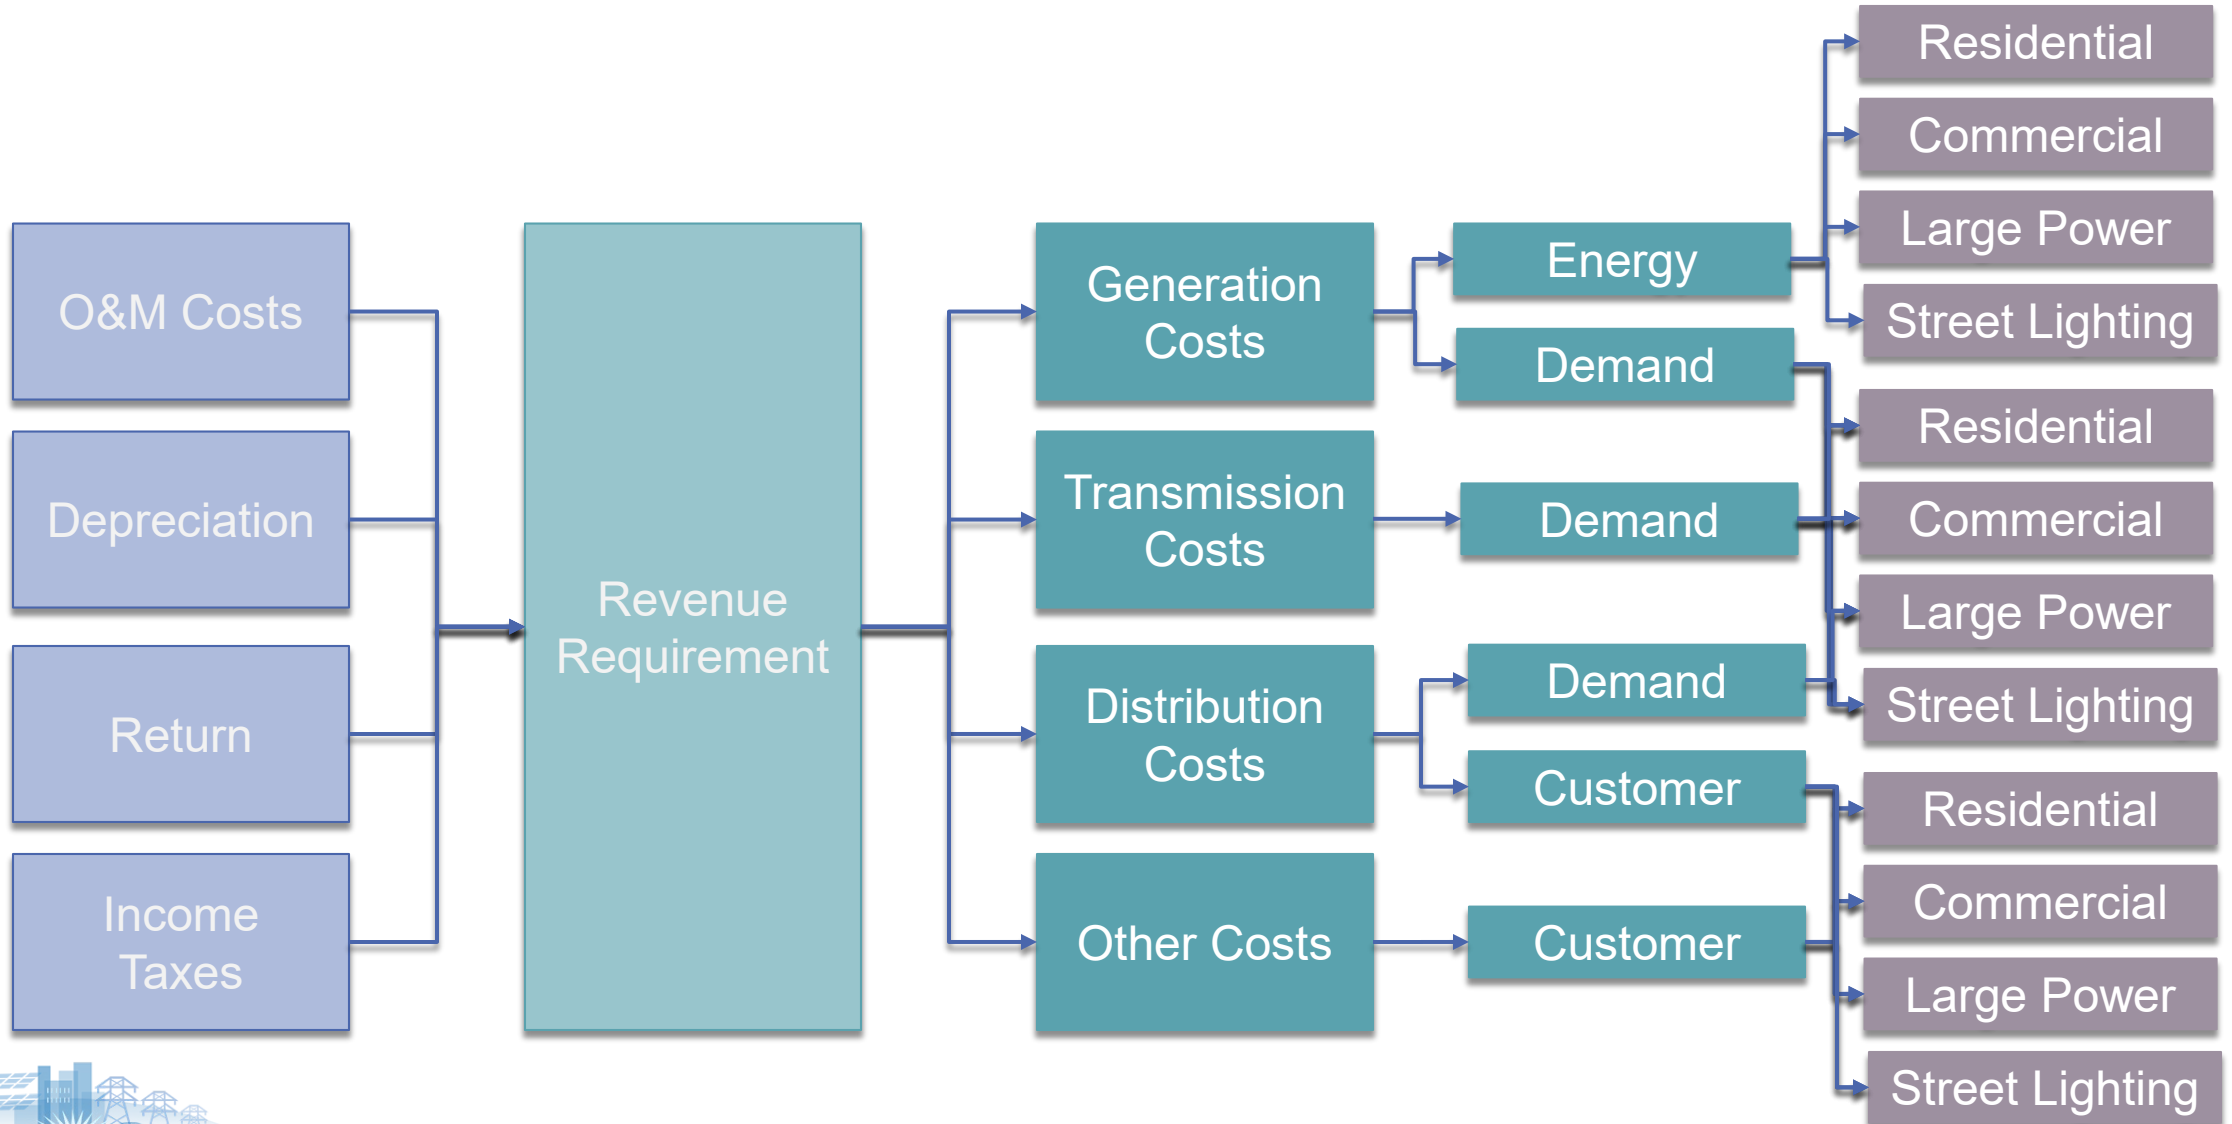 O&M Costs
Depreciation
Return
Income
Taxes
Revenue
Requirement
Generation
Costs
Transmission
Costs
Distribution
Costs
Other Costs
Energy
Demand
Demand
Demand
Customer
Customer
Residential
Commercial
Large Power
Street Lighting
Residential
Commercial
Large Power
Street Lighting
Residential
Commercial
Large Power
Street Lighting